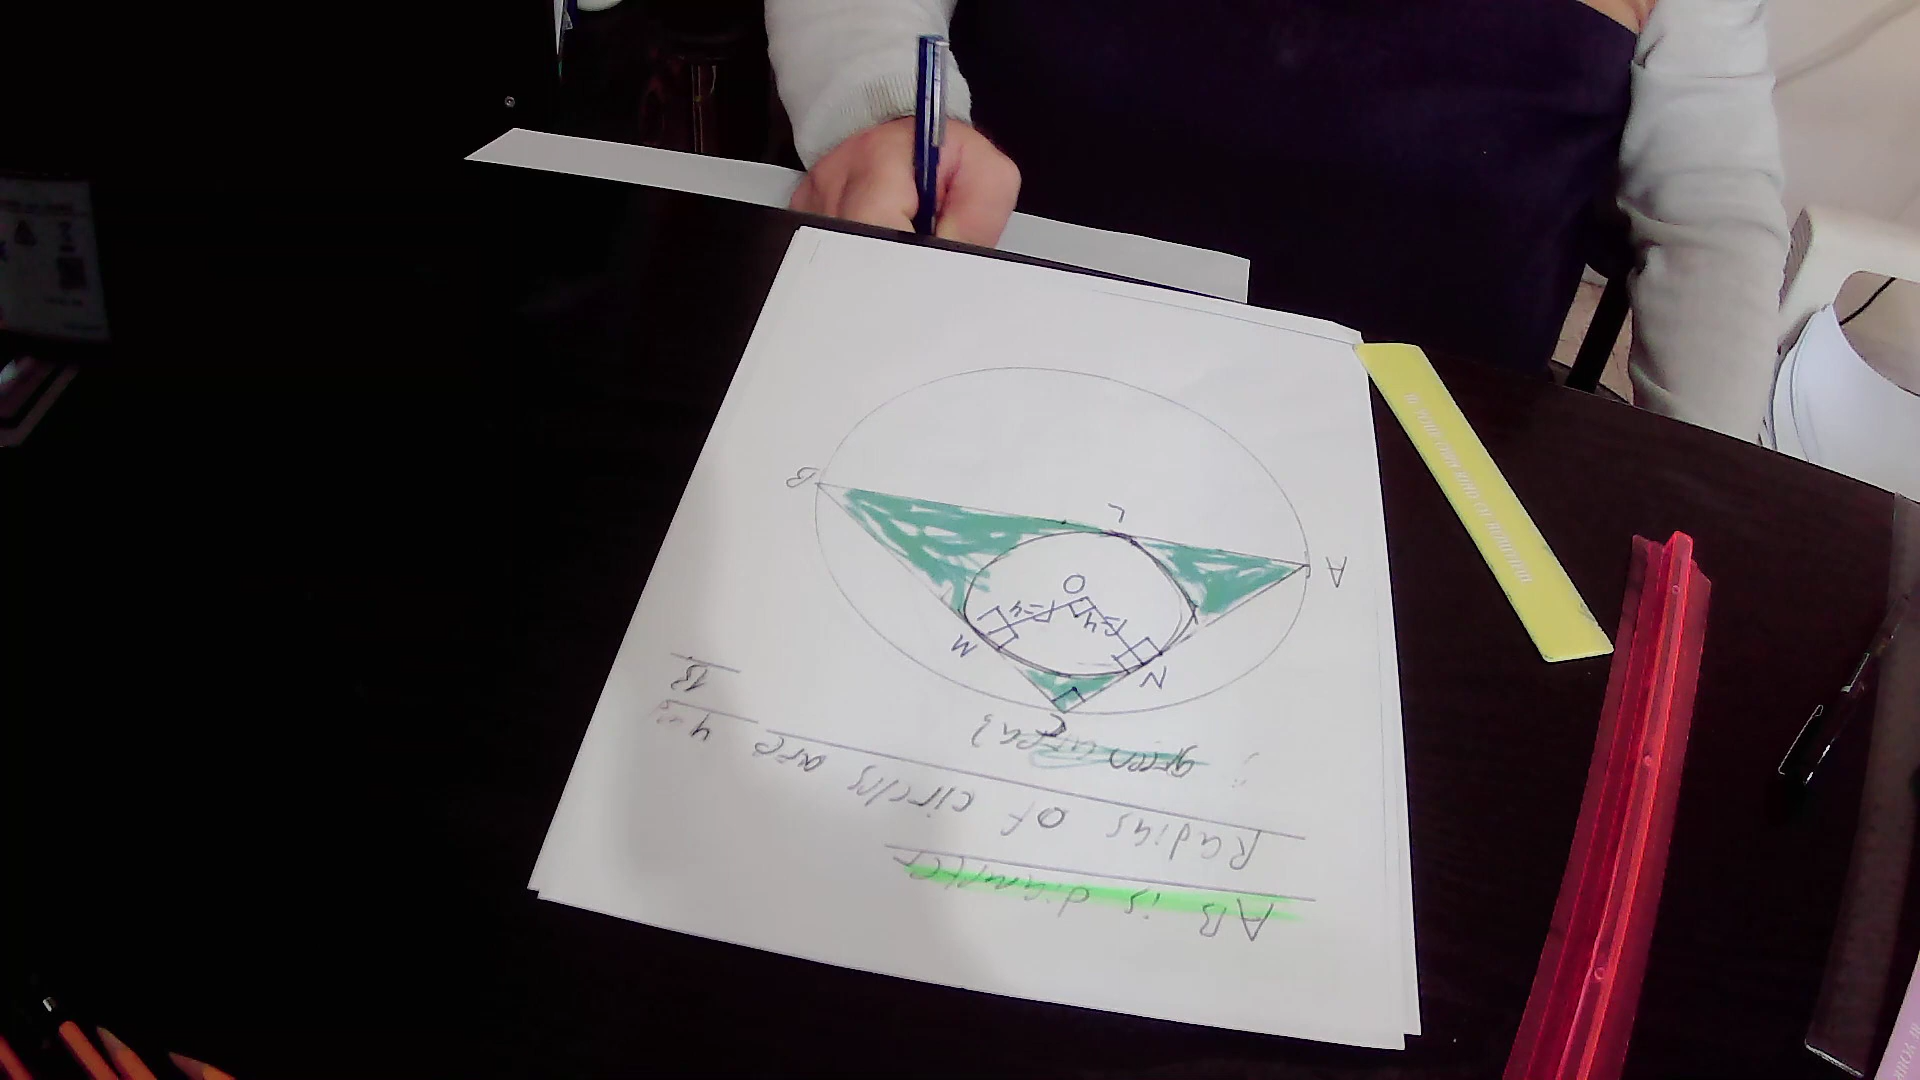 AB is diameter
Radius of circles are 4 and
13
green area?
C
N
M
r=4
r=4
O
A
L
B